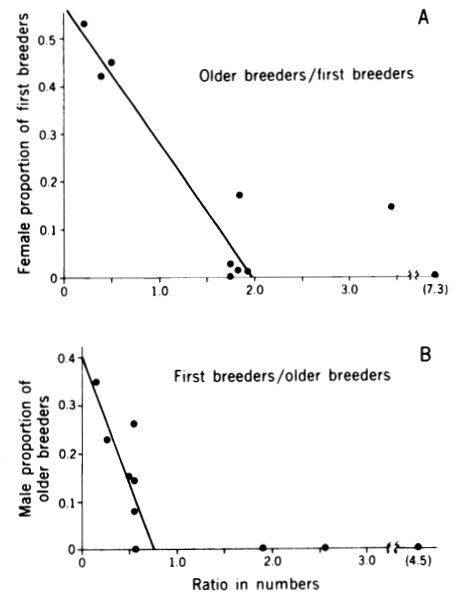 A
Female proportion of first breeders
Older breeders/first breeders
0.5
0.4
0.3
0.2
0.1
0
0 1.0 2.0 3.0 (7.3)
B
Male proportion of
older breeders
First breeders/older breeders
0.4
0.3
0.2
0.1
0
0 1.0 2.0 3.0 (4.5)
Ratio in numbers